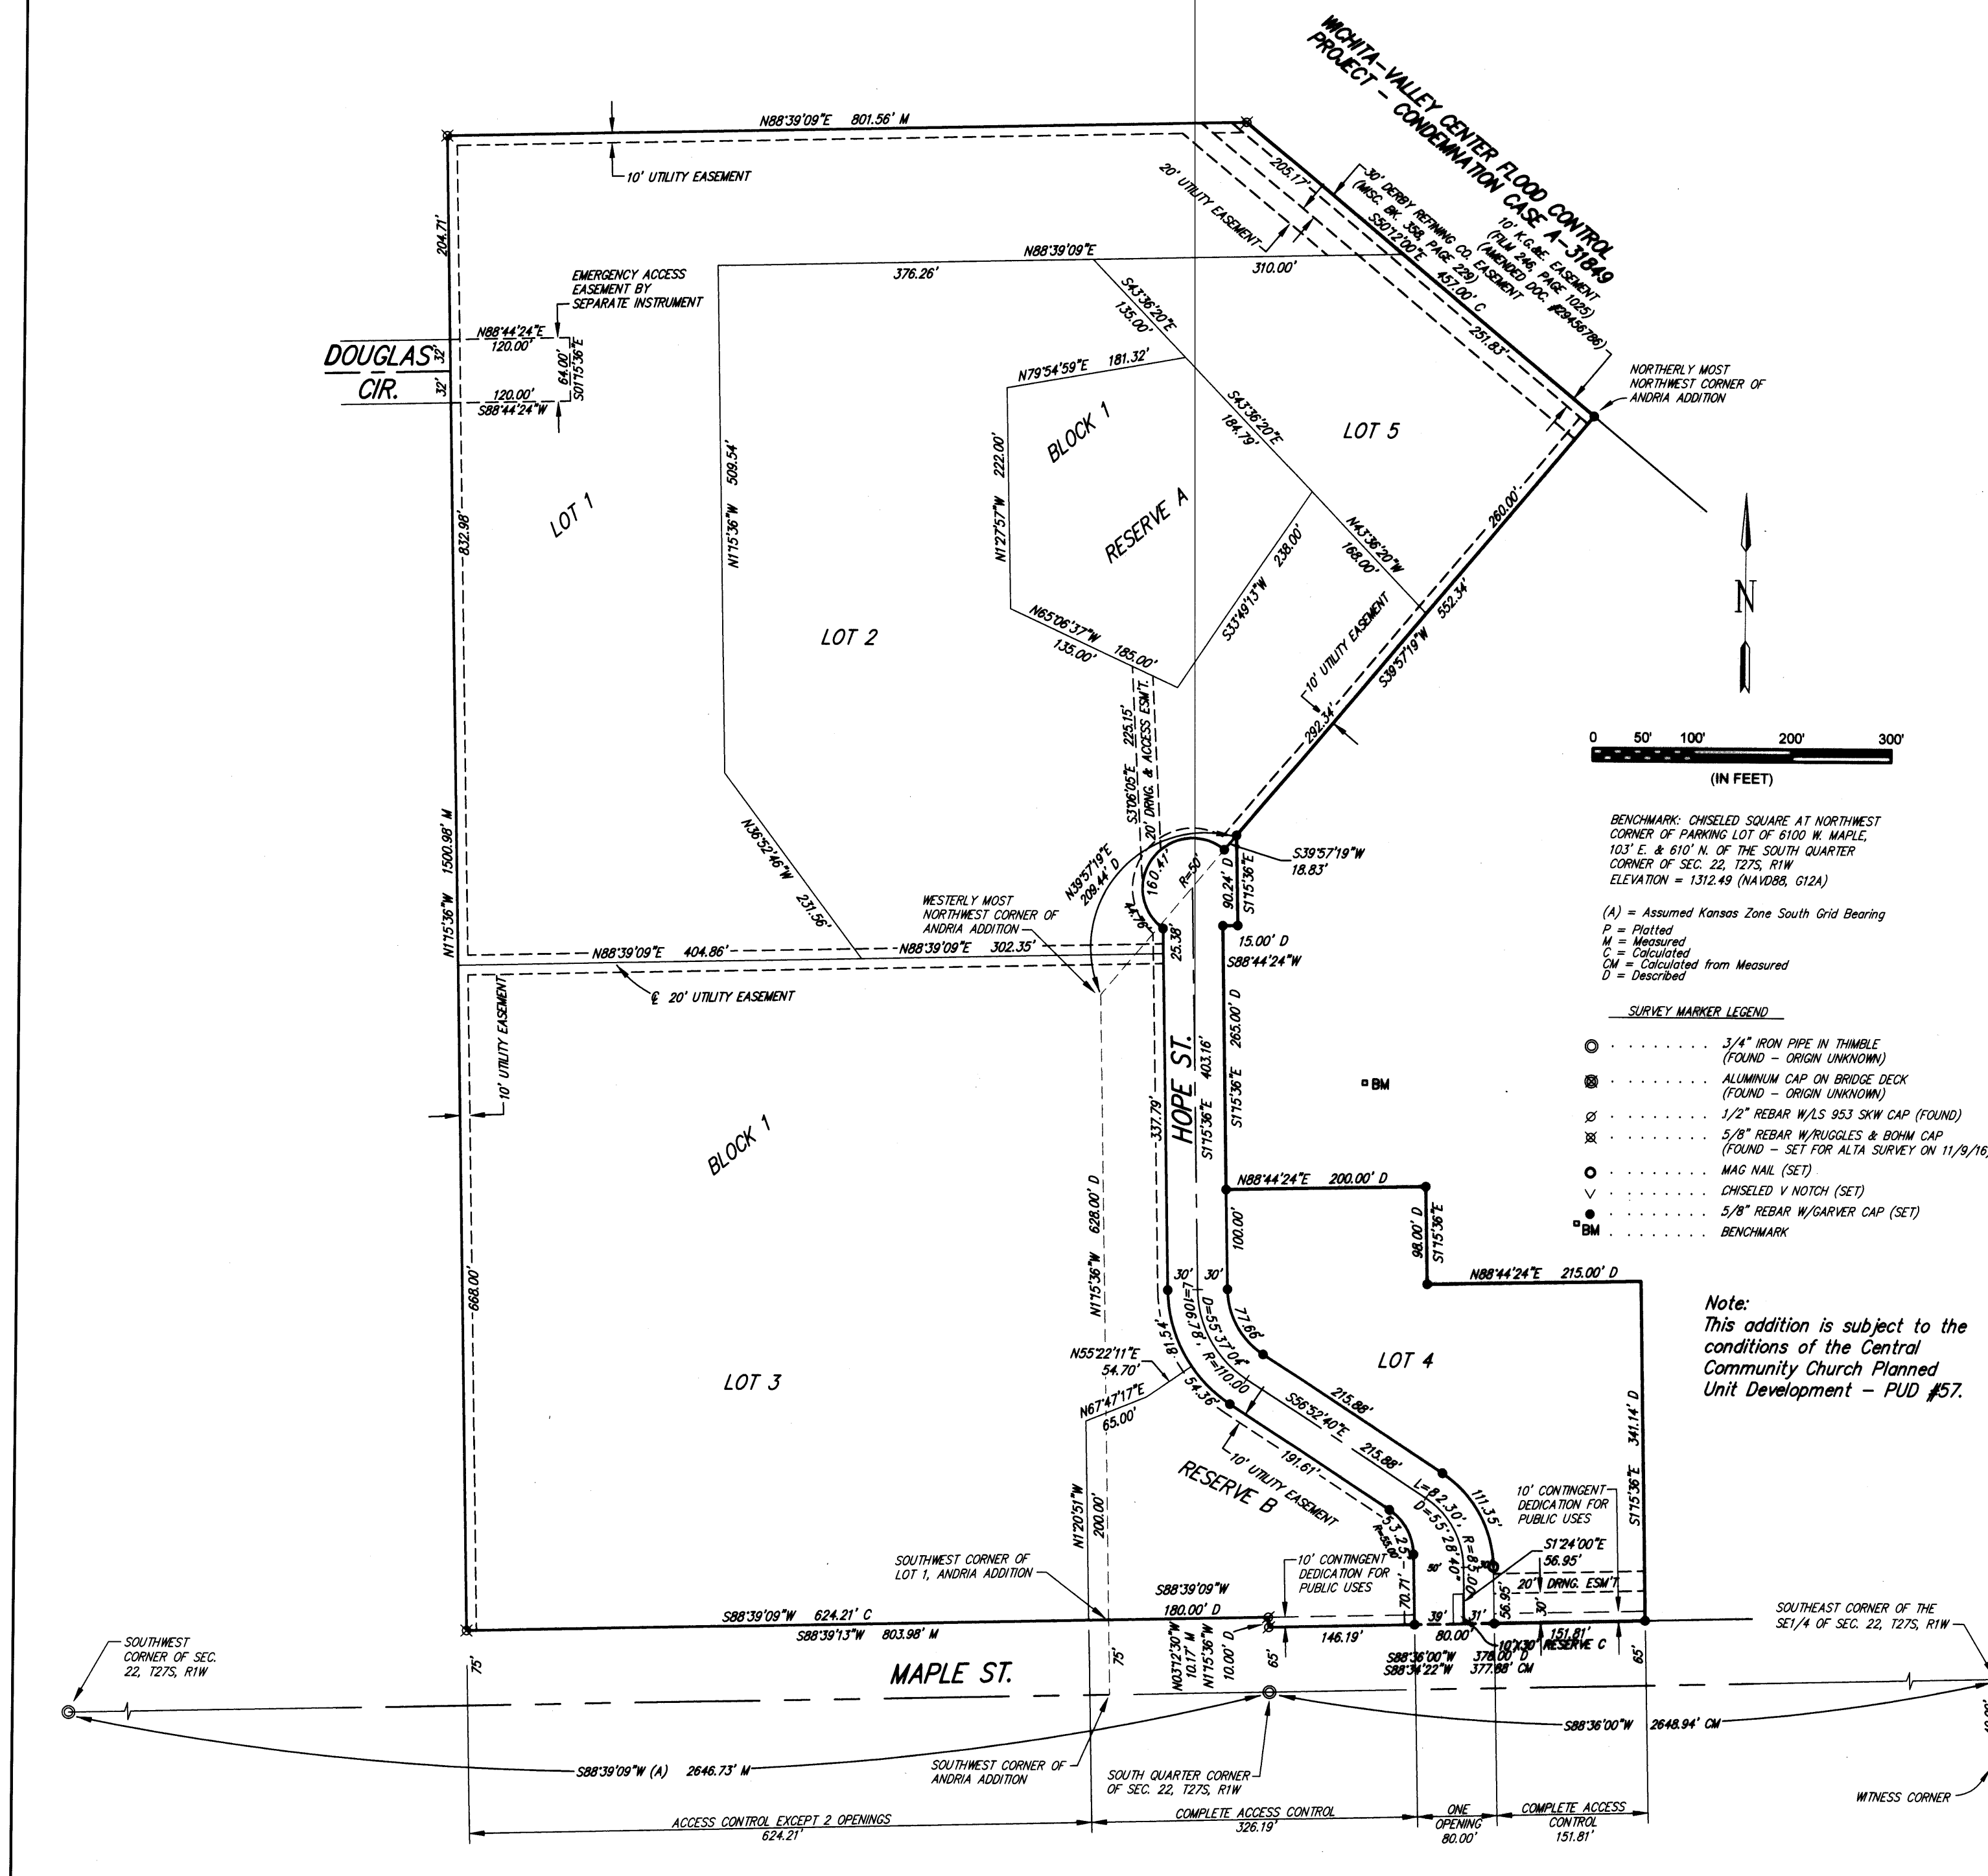 WICHITA-VALLEY CENTER FLOOD CONTROL
PROJECT - CONDEMNATION CASE A-31849
N88°39'09"E 801.56' M
10' UTILITY EASEMENT
205.17'
20' UTILITY EASEMENT
30' DERBY REFINING CO. EASEMENT
(MISC. BK. 358, PAGE 229)
S50°12'00"E 457.00' C
10' K.G.&E. EASEMENT
(FILM 246, PAGE 1025)
(AMENDED DOC. #29456786)
251.83'
204.71'
N88°39'09"E
376.26'
310.00'
EMERGENCY ACCESS
EASEMENT BY
SEPARATE INSTRUMENT
N88°44'24"E
120.00'
64.00'
S01°15'36"E
120.00'
S88°44'24"W
DOUGLAS
CIR.
32'
32'
S43°36'20"E
135.00'
N79°54'59"E 181.32'
S43°36'20"E
184.79'
LOT 5
NORTHERLY MOST
NORTHWEST CORNER OF
ANDRIA ADDITION
BLOCK 1
RESERVE A
N1°27'57"W 222.00'
N1°15'36"W 509.54'
LOT 1
832.98'
238.00'
S33°49'13"W
N43°36'20"W
168.00'
260.00'
552.34'
S39°57'19"W
10' UTILITY EASEMENT
292.34'
N65°06'37"W
135.00'
185.00'
LOT 2
N
0 50' 100' 200' 300'
(IN FEET)
S3°06'05"E 225.15'
20' DRNG. & ACCESS ESM'T.
N36°52'46"W
231.56'
BENCHMARK: CHISELED SQUARE AT NORTHWEST
CORNER OF PARKING LOT OF 6100 W. MAPLE,
103' E. & 610' N. OF THE SOUTH QUARTER
CORNER OF SEC. 22, T27S, R1W
ELEVATION = 1312.49 (NAVD88, G12A)
(A) = Assumed Kansas Zone South Grid Bearing
P = Platted
M = Measured
C = Calculated
CM = Calculated from Measured
D = Described
N39°57'19"E
209.44' D
160.41'
R=50'
44.76'
90.24' D
S1°15'36"E
S39°57'19"W
18.83'
WESTERLY MOST
NORTHWEST CORNER OF
ANDRIA ADDITION
25.38'
15.00' D
S88°44'24"W
N1°15'36"W 1500.98' M
N88°39'09"E 404.86'
N88°39'09"E 302.35'
℄ 20' UTILITY EASEMENT
10' UTILITY EASEMENT
SURVEY MARKER LEGEND
3/4" IRON PIPE IN THIMBLE
(FOUND - ORIGIN UNKNOWN)
ALUMINUM CAP ON BRIDGE DECK
(FOUND - ORIGIN UNKNOWN)
1/2" REBAR W/LS 953 SKW CAP (FOUND)
5/8" REBAR W/RUGGLES & BOHM CAP
(FOUND - SET FOR ALTA SURVEY ON 11/9/16)
MAG NAIL (SET)
CHISELED V NOTCH (SET)
5/8" REBAR W/GARVER CAP (SET)
BM BENCHMARK
BM
HOPE ST.
S1°15'36"E 403.16'
S1°15'36"E 265.00' D
337.79'
BLOCK 1
N88°44'24"E 200.00' D
98.00' D
S1°15'36"E
100.00'
N88°44'24"E 215.00' D
30' 30'
N1°15'36"W 628.00' D
668.00'
Note:
This addition is subject to the
conditions of the Central
Community Church Planned
Unit Development - PUD #57.
81.54'
L=106.78', R=110.00
D=55°37'04"
77.66'
N55°22'11"E
54.70'
54.36'
N67°47'17"E
65.00'
LOT 3
LOT 4
215.88'
S56°52'40"E
215.88'
191.61'
10' UTILITY EASEMENT
RESERVE B
N1°20'51"W
200.00'
341.14' D
S1°15'36"E
L=82.30', R=85.00
D=55°28'40"
111.35'
53.25'
R=55.00'
10' CONTINGENT
DEDICATION FOR
PUBLIC USES
S1°24'00"E
56.95'
50'
20' DRNG. ESM'T
SOUTHWEST CORNER OF
LOT 1, ANDRIA ADDITION
10' CONTINGENT
DEDICATION FOR
PUBLIC USES
70.71'
56.95'
30'
S88°39'09"W
180.00' D
S88°39'09"W 624.21' C
S88°39'13"W 803.98' M
146.19'
39' 31'
80.00'
151.81'
10'X30' RESERVE C
S88°36'00"W 378.00' D
S88°34'22"W 377.88' CM
N03°12'30"W
10.17' M
N1°15'36"W
10.00' D
SOUTHEAST CORNER OF THE
SE1/4 OF SEC. 22, T27S, R1W
SOUTHWEST
CORNER OF SEC.
22, T27S, R1W
75'
75'
65'
65'
MAPLE ST.
S88°36'00"W 2648.94' CM
S88°39'09"W (A) 2646.73' M
SOUTHWEST CORNER OF
ANDRIA ADDITION
SOUTH QUARTER CORNER
OF SEC. 22, T27S, R1W
WITNESS CORNER
ACCESS CONTROL EXCEPT 2 OPENINGS
624.21'
COMPLETE ACCESS CONTROL
326.19'
ONE
OPENING
80.00'
COMPLETE ACCESS
CONTROL
151.81'